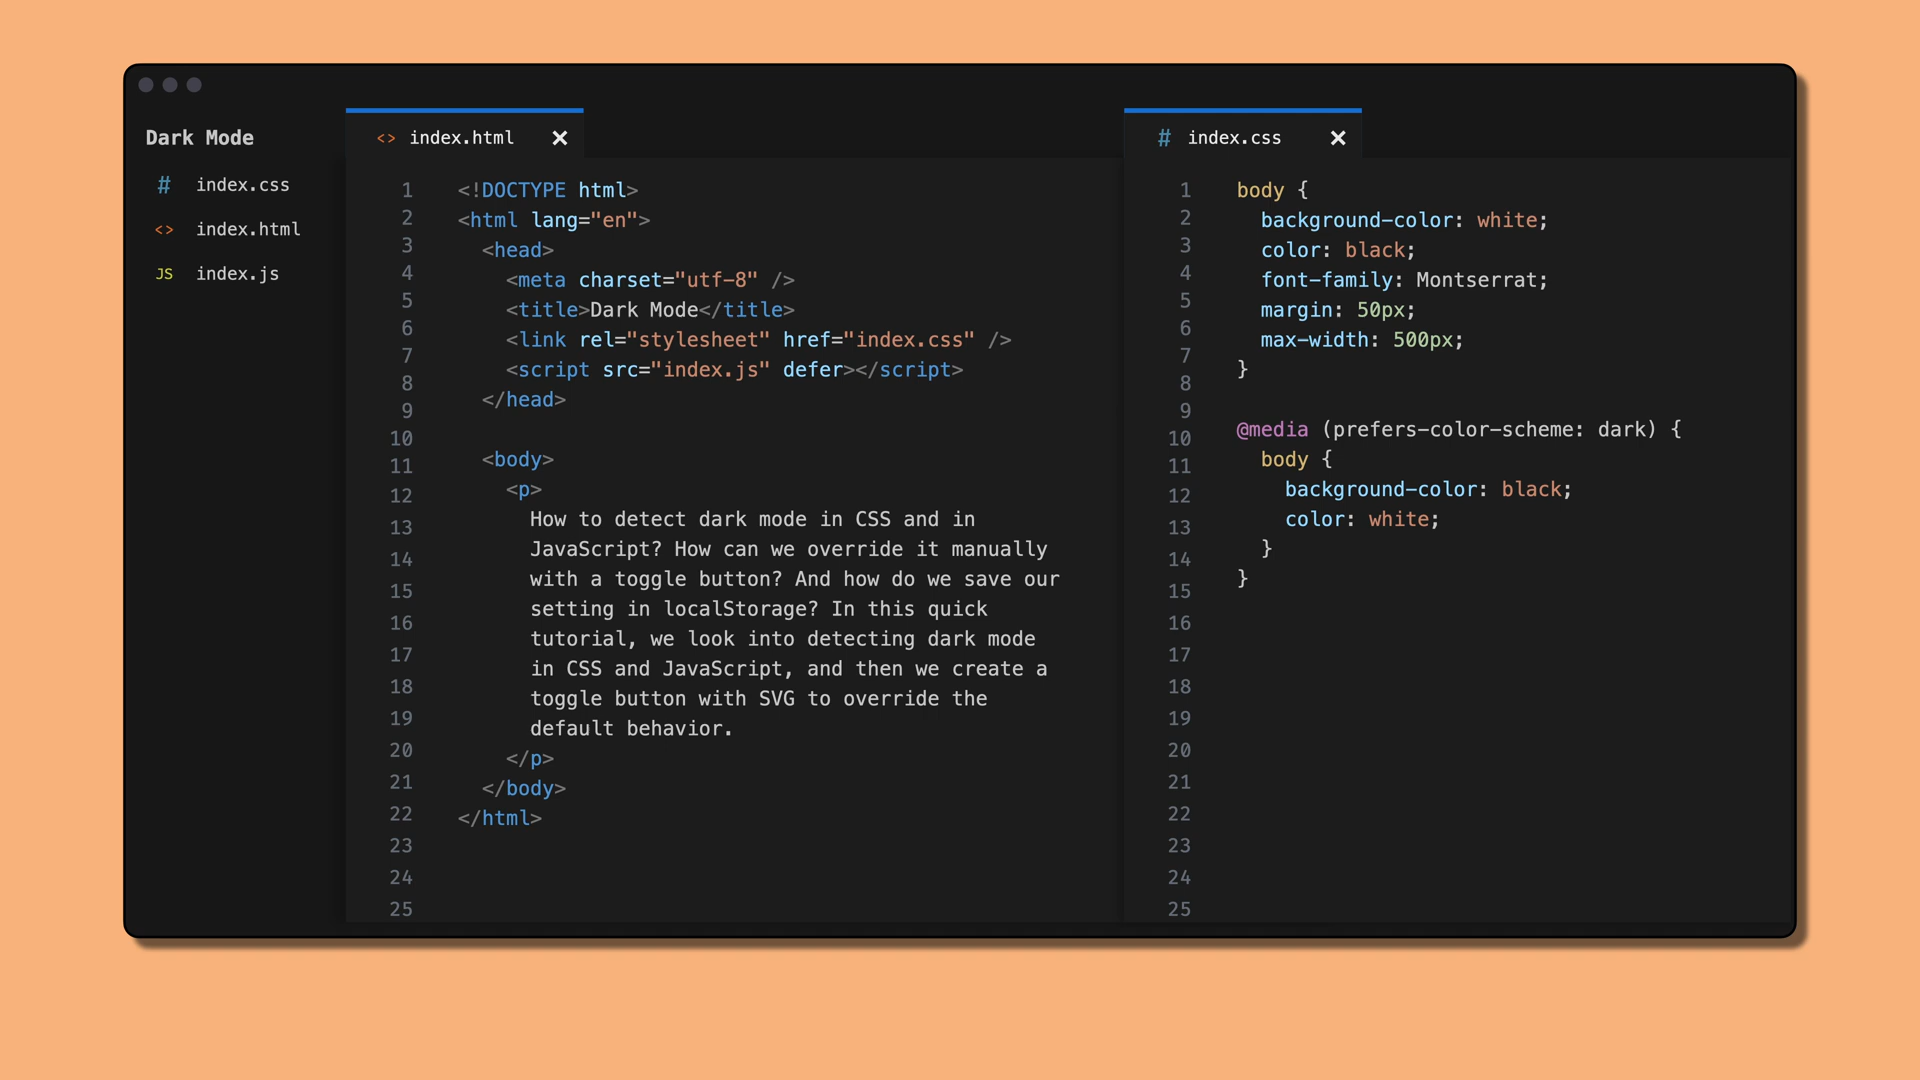 Dark Mode
# index.css
<> index.html
JS index.js
<> index.html ×
1 <!DOCTYPE html>
2 <html lang="en">
3   <head>
4     <meta charset="utf-8" />
5     <title>Dark Mode</title>
6     <link rel="stylesheet" href="index.css" />
7     <script src="index.js" defer></script>
8   </head>
9
10   <body>
11     <p>
12       How to detect dark mode in CSS and in
13       JavaScript? How can we override it manually
14       with a toggle button? And how do we save our
15       setting in localStorage? In this quick
16       tutorial, we look into detecting dark mode
17       in CSS and JavaScript, and then we create a
18       toggle button with SVG to override the
19       default behavior.
20     </p>
21   </body>
22 </html>
23
24
25
# index.css ×
1 body {
2   background-color: white;
3   color: black;
4   font-family: Montserrat;
5   margin: 50px;
6   max-width: 500px;
7 }
8
9 @media (prefers-color-scheme: dark) {
10   body {
11     background-color: black;
12     color: white;
13   }
14 }
15
16
17
18
19
20
21
22
23
24
25